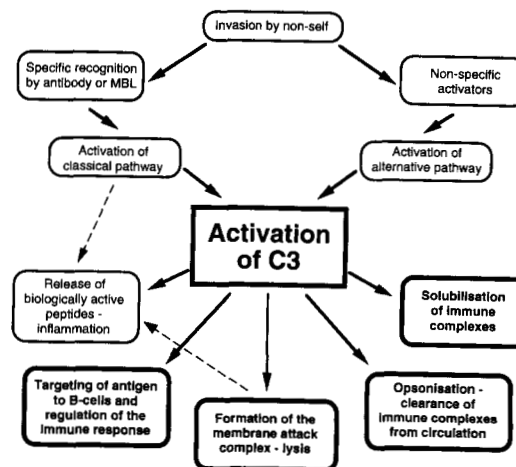 Invasion by non-self
Specific recognition
by antibody or MBL
Non-specific
activators
Activation of
classical pathway
Activation of
alternative pathway
Activation
of C3
Release of
biologically active
peptides -
inflammation
Solubilisation
of immune
complexes
Targeting of antigen
to B-cells and
regulation of the
immune response
Formation of the
membrane attack
complex - lysis
Opsonisation -
clearance of
immune complexes
from circulation